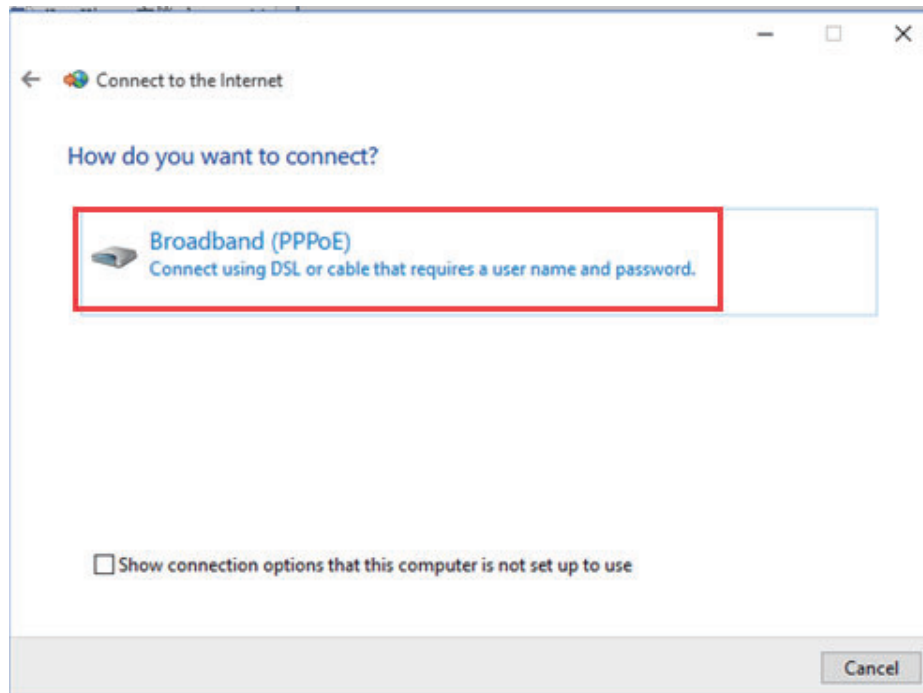 Connect to the Internet
How do you want to connect?
Broadband (PPPoE)
Connect using DSL or cable that requires a user name and password.
Show connection options that this computer is not set up to use
Cancel